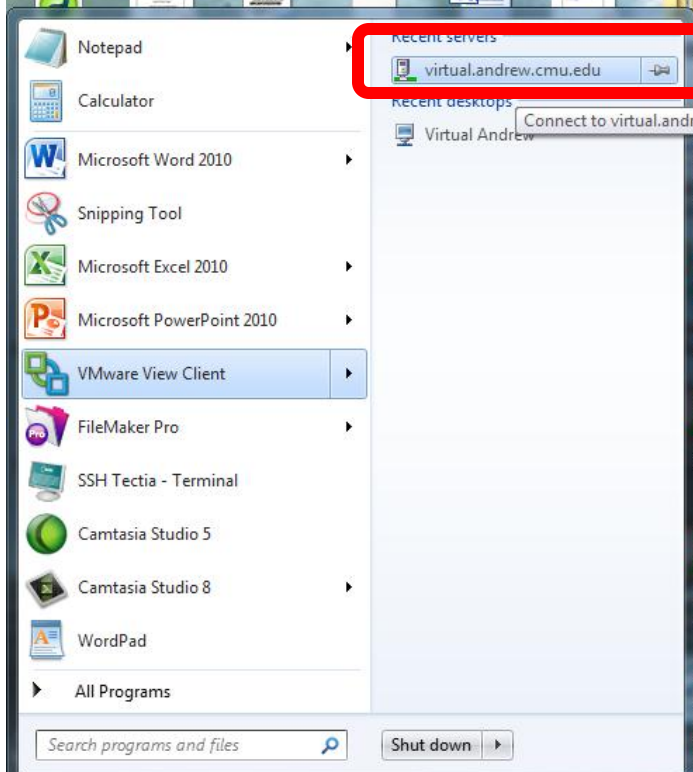 Notepad
Calculator
Microsoft Word 2010
Snipping Tool
Microsoft Excel 2010
Microsoft PowerPoint 2010
VMware View Client
FileMaker Pro
SSH Tectia - Terminal
Camtasia Studio 5
Camtasia Studio 8
WordPad
All Programs
Search programs and files
Recent servers
virtual.andrew.cmu.edu
Recent desktops
Connect to virtual.andr
Virtual Andrew
Shut down